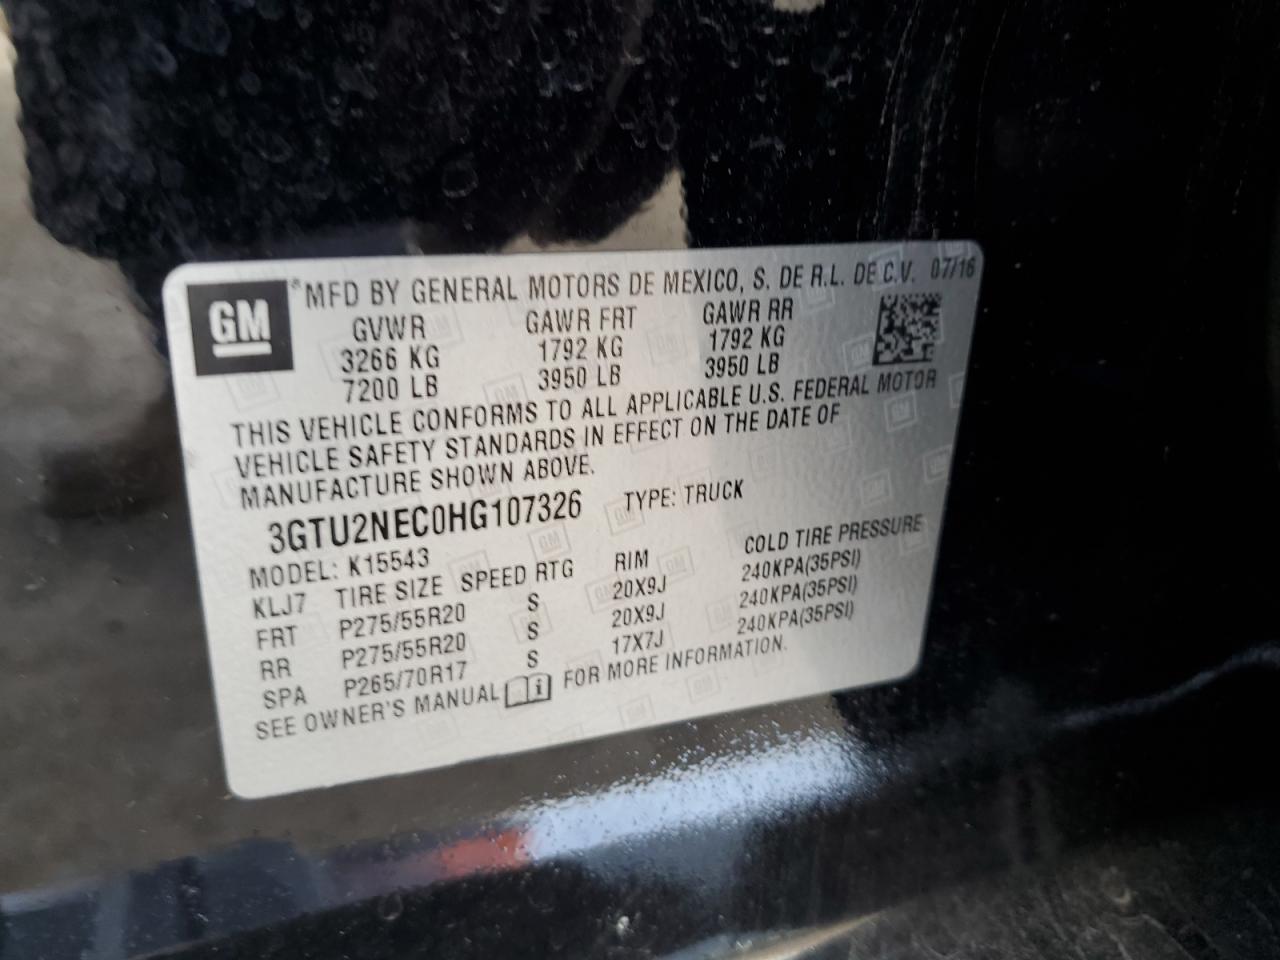 GM ® MFD BY GENERAL MOTORS DE MEXICO, S. DE R.L. DE C.V. 07/16
GVWR GAWR FRT GAWR RR
3266 KG 1792 KG 1792 KG
7200 LB 3950 LB 3950 LB
THIS VEHICLE CONFORMS TO ALL APPLICABLE U.S. FEDERAL MOTOR
VEHICLE SAFETY STANDARDS IN EFFECT ON THE DATE OF
MANUFACTURE SHOWN ABOVE.
3GTU2NEC0HG107326 TYPE: TRUCK
MODEL: K15543
KLJ7 TIRE SIZE SPEED RTG RIM COLD TIRE PRESSURE
FRT P275/55R20 S 20X9J 240KPA(35PSI)
RR P275/55R20 S 20X9J 240KPA(35PSI)
SPA P265/70R17 S 17X7J 240KPA(35PSI)
SEE OWNER'S MANUAL FOR MORE INFORMATION.